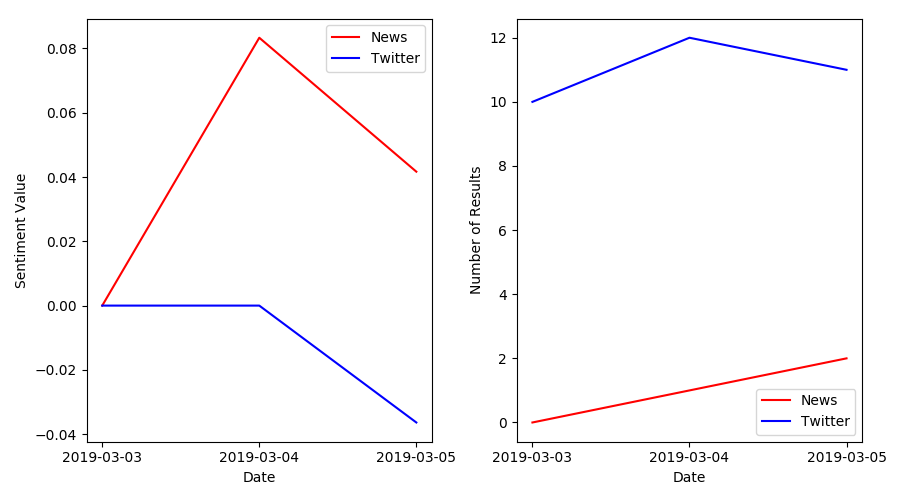 0.08
0.06
0.04
0.02
0.00
−0.02
−0.04
Sentiment Value
News
Twitter
2019-03-03
2019-03-04
2019-03-05
Date
12
10
8
6
4
2
0
Number of Results
News
Twitter
2019-03-03
2019-03-04
2019-03-05
Date